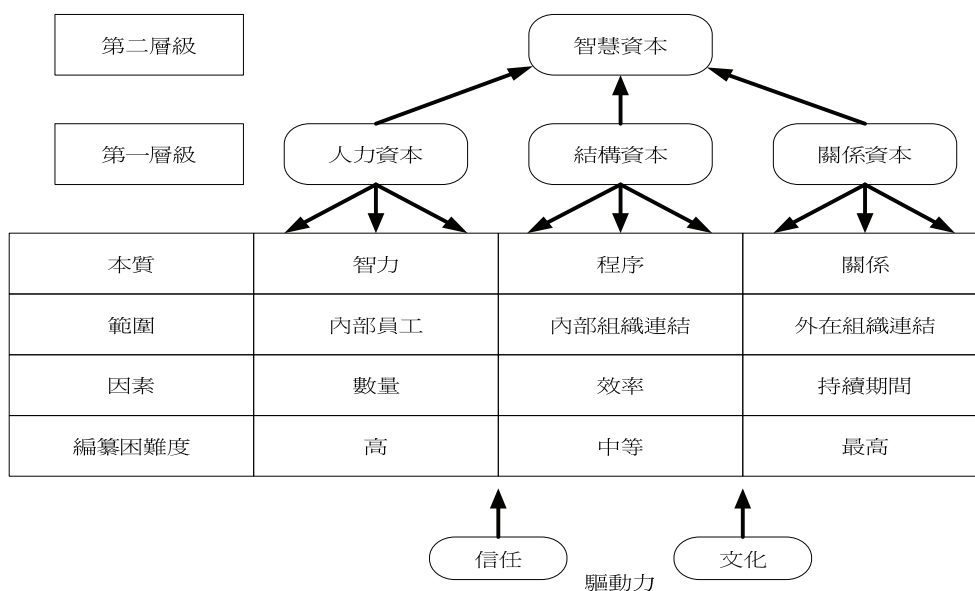 第二層級
智慧資本
第一層級
人力資本
結構資本
關係資本
本質 智力 程序 關係
範圍 內部員工 內部組織連結 外在組織連結
因素 數量 效率 持續期間
編纂困難度 高 中等 最高
信任
文化
驅動力